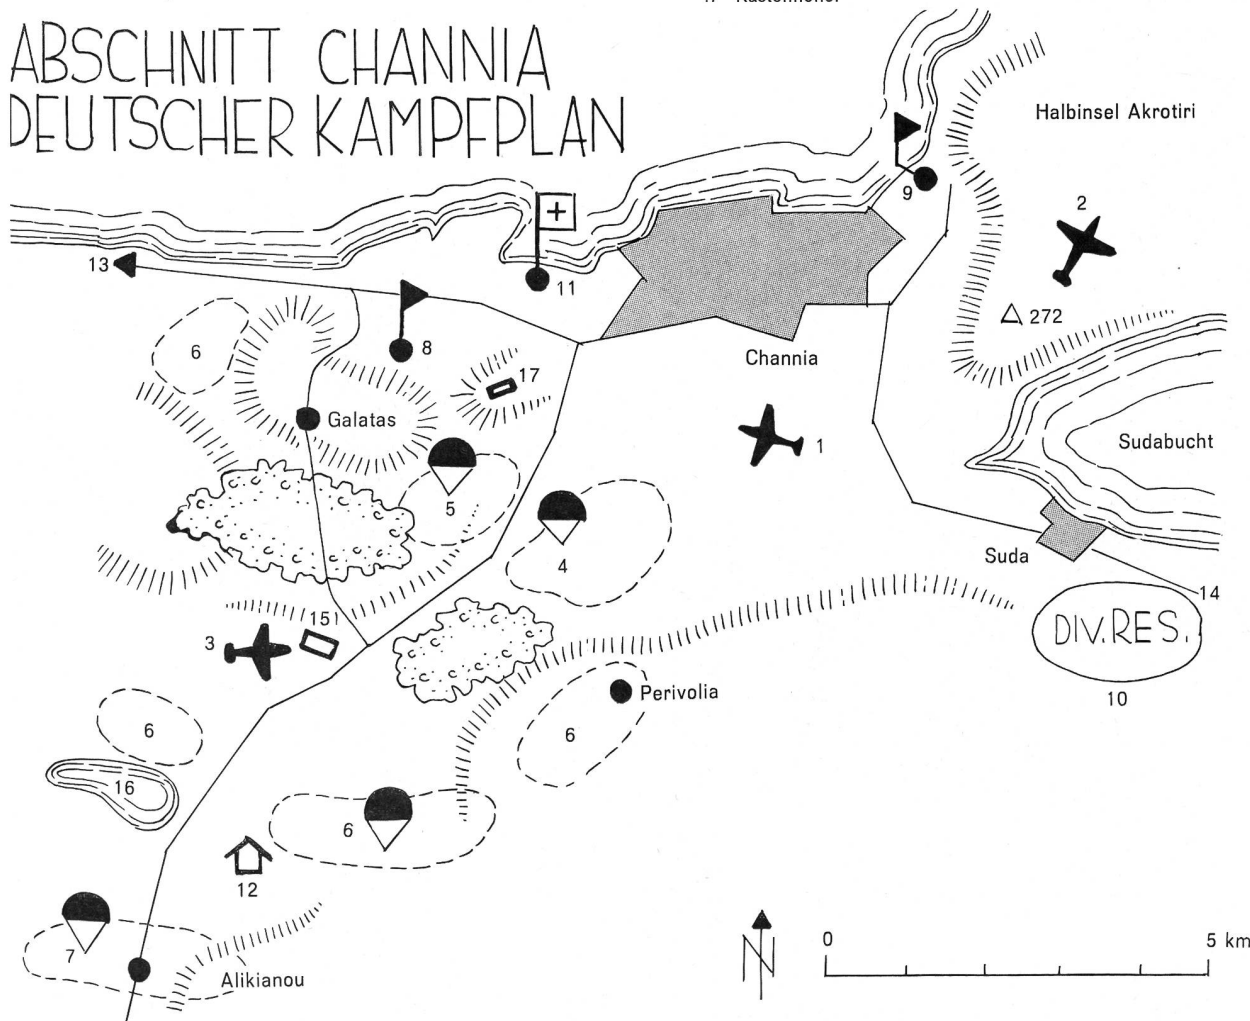 ABSCHNITT CHANNIA
DEUTSCHER KAMPFPLAN
Halbinsel Akrotiri
2
9
13
11
272
6
8
17
Channia
Galatas
1
Sudabucht
5
4
Suda
14
15
3
DIV.RES.
Perivolia
10
6
6
16
6
12
7
Alikianou
N
0
5 km